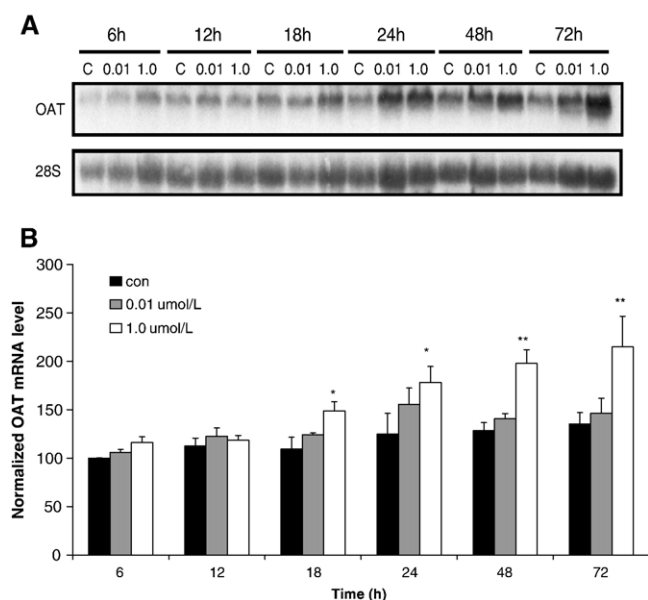 A
6h 12h 18h 24h 48h 72h
C 0.01 1.0 C 0.01 1.0 C 0.01 1.0 C 0.01 1.0 C 0.01 1.0 C 0.01 1.0
OAT
28S
B
300
250
200
150
100
50
0
Normalized OAT mRNA level
con
0.01 umol/L
1.0 umol/L
* * ** **
6 12 18 24 48 72
Time (h)